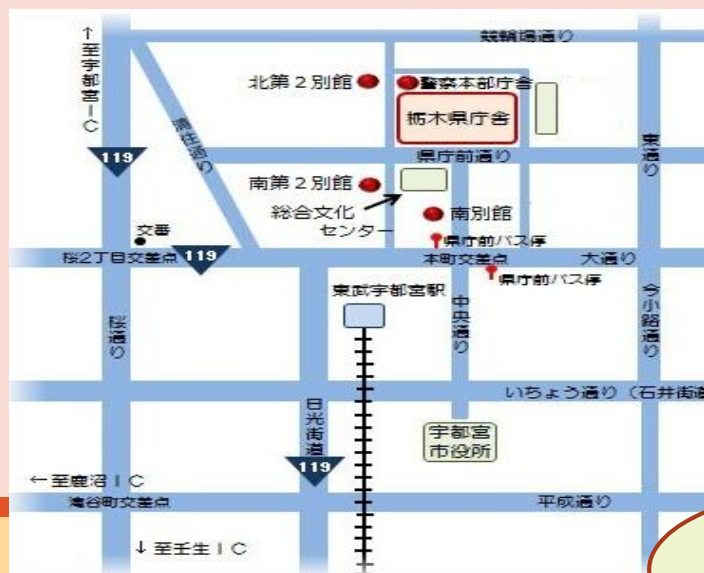 ↑至宇都宮IC
競輪場通り
北第2別館
警察本部庁舎
栃木県庁舎
清住通り
119
県庁前通り
東通り
南第2別館
総合文化
センター
南別館
交番
県庁前バス停
桜2丁目交差点
119
本町交差点
大通り
県庁前バス停
東武宇都宮駅
桜通り
中央通り
今小路通り
いちょう通り(石井街道
日光街道
宇都宮
市役所
119
←至鹿沼IC
滝谷町交差点
平成通り
↓至壬生IC